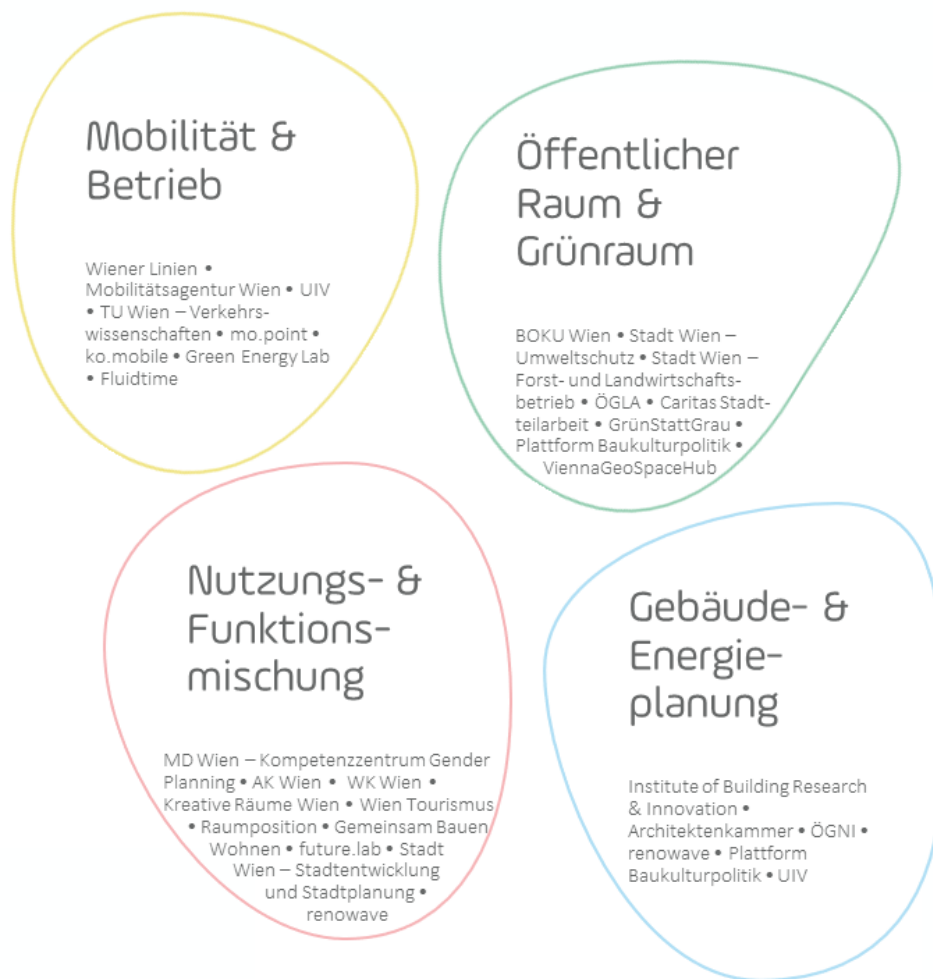 Mobilität &
Betrieb
Wiener Linien •
Mobilitätsagentur Wien • UIV
• TU Wien – Verkehrs-
wissenschaften • mo.point •
ko.mobile • Green Energy Lab
• Fluidtime
Öffentlicher
Raum &
Grünraum
BOKU Wien • Stadt Wien –
Umweltschutz • Stadt Wien –
Forst- und Landwirtschafts-
betrieb • ÖGLA • Caritas Stadt-
teilarbeit • GrünStattGrau •
Plattform Baukulturpolitik •
ViennaGeoSpaceHub
Nutzungs- &
Funktions-
mischung
MD Wien – Kompetenzzentrum Gender
Planning • AK Wien • WK Wien •
Kreative Räume Wien • Wien Tourismus
• Raumposition • Gemeinsam Bauen
Wohnen • future.lab • Stadt
Wien – Stadtentwicklung
und Stadtplanung •
renowave
Gebäude- &
Energie-
planung
Institute of Building Research
& Innovation •
Architektenkammer • ÖGNI •
renowave • Plattform
Baukulturpolitik • UIV